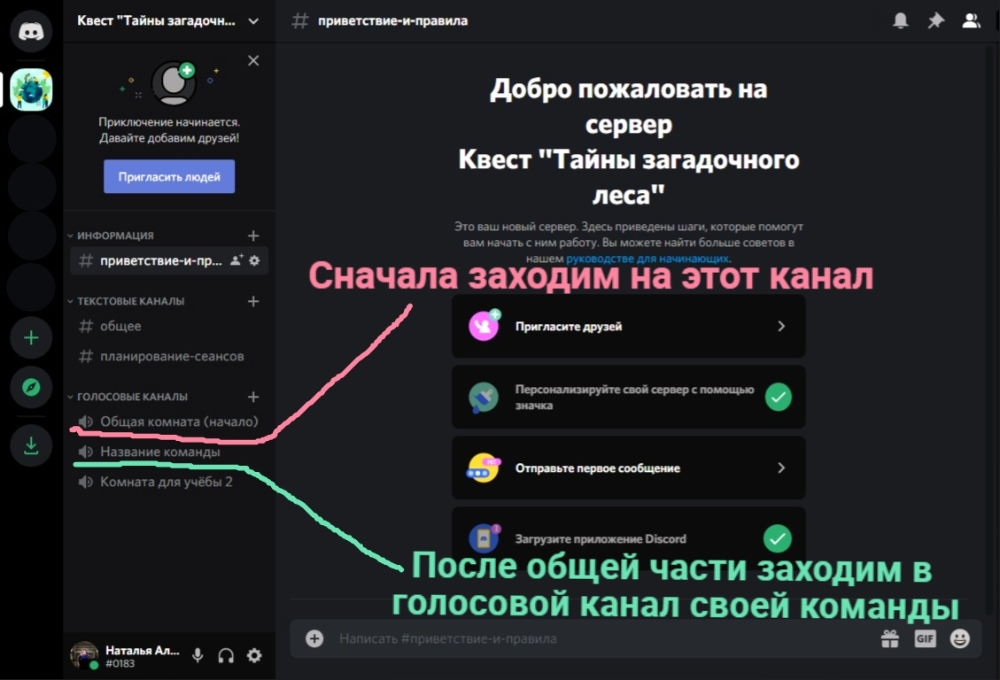 Квест "Тайны загадочн...
приветствие-и-правила
Приключение начинается.
Давайте добавим друзей!
Пригласить людей
ИНФОРМАЦИЯ
приветствие-и-пр...
ТЕКСТОВЫЕ КАНАЛЫ
общее
планирование-сеансов
ГОЛОСОВЫЕ КАНАЛЫ
Общая комната (начало)
Название команды
Комната для учёбы 2
Наталья Ал...
#0183
Добро пожаловать на
сервер
Квест "Тайны загадочного
леса"
Это ваш новый сервер. Здесь приведены шаги, которые помогут
вам начать с ним работу. Вы можете найти больше советов в
нашем руководстве для начинающих.
Сначала заходим на этот канал
Пригласите друзей
Персонализируйте свой сервер с помощью
значка
Отправьте первое сообщение
Загрузите приложение Discord
После общей части заходим в
голосовой канал своей команды
Написать #приветствие-и-правила
GIF